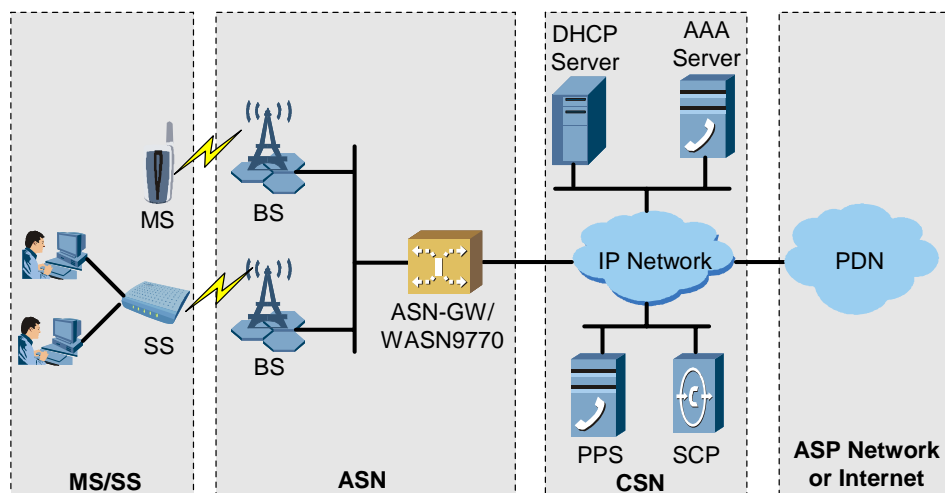 DHCP
Server
AAA
Server
MS
BS
SS
BS
ASN-GW/
WASN9770
IP Network
PDN
PPS
SCP
MS/SS
ASN
CSN
ASP Network
or Internet